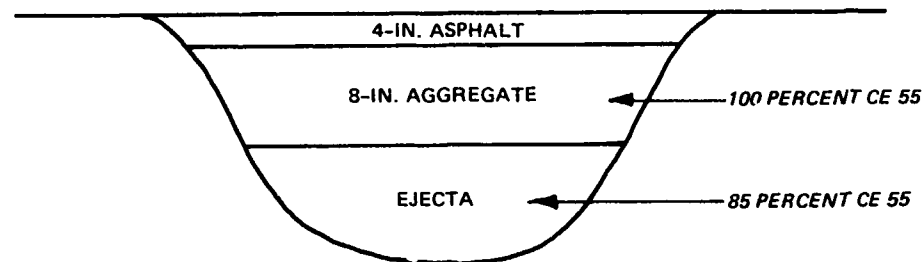 4-IN. ASPHALT
8-IN. AGGREGATE
100 PERCENT CE 55
EJECTA
85 PERCENT CE 55